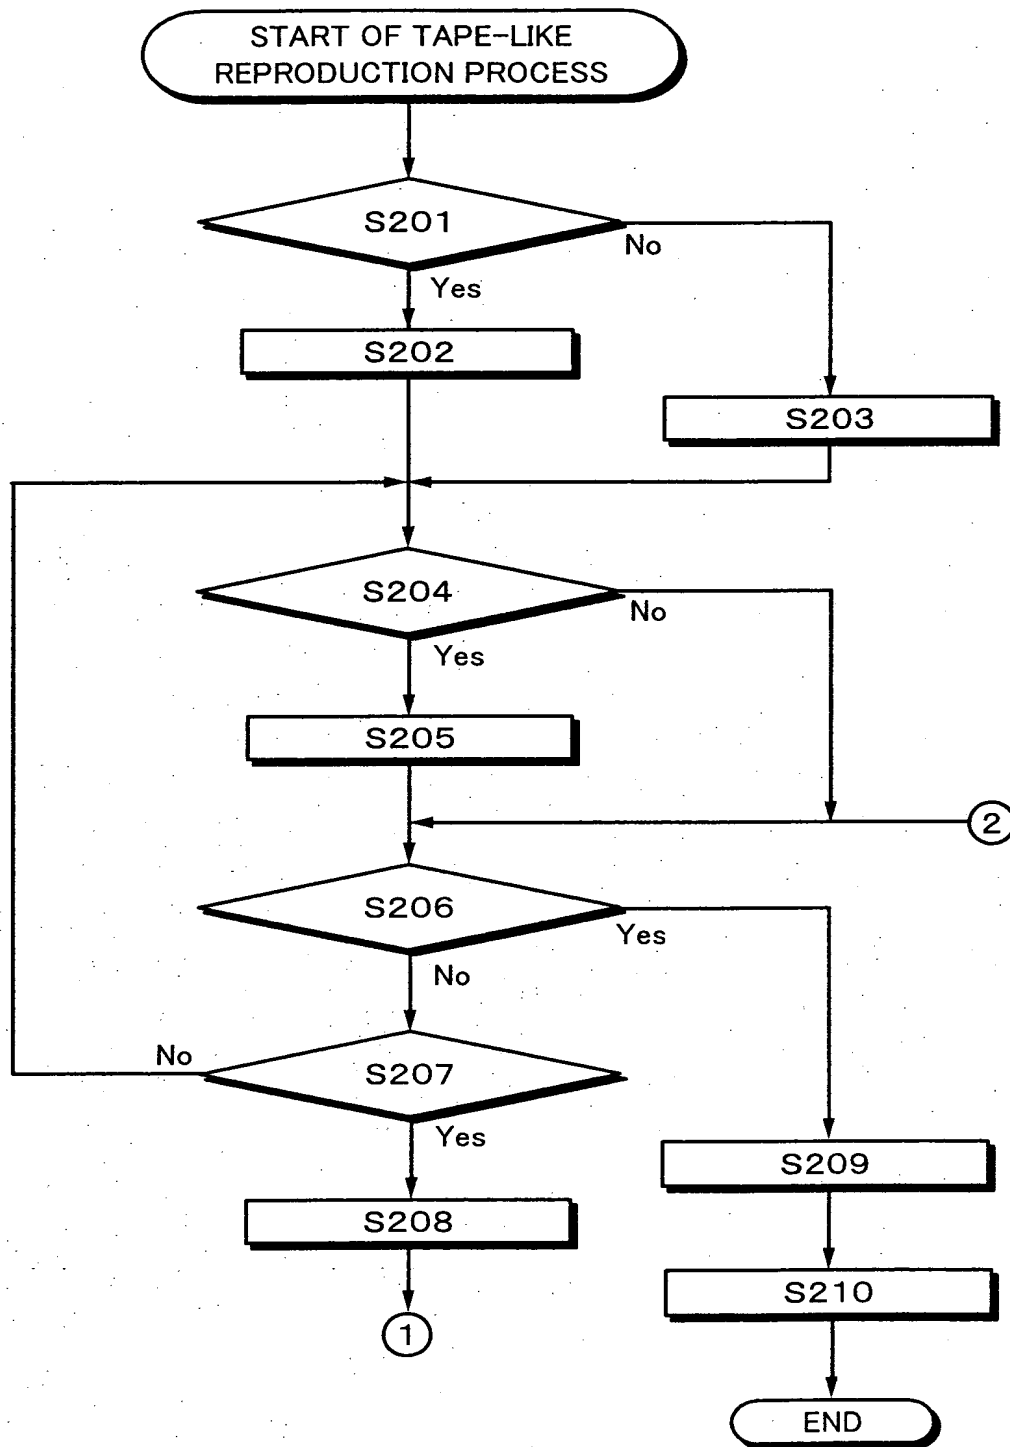 START OF TAPE-LIKE
REPRODUCTION PROCESS
S201
No
Yes
S202
S203
S204
No
Yes
S205
2
S206
Yes
No
No
S207
Yes
S209
S208
S210
1
END